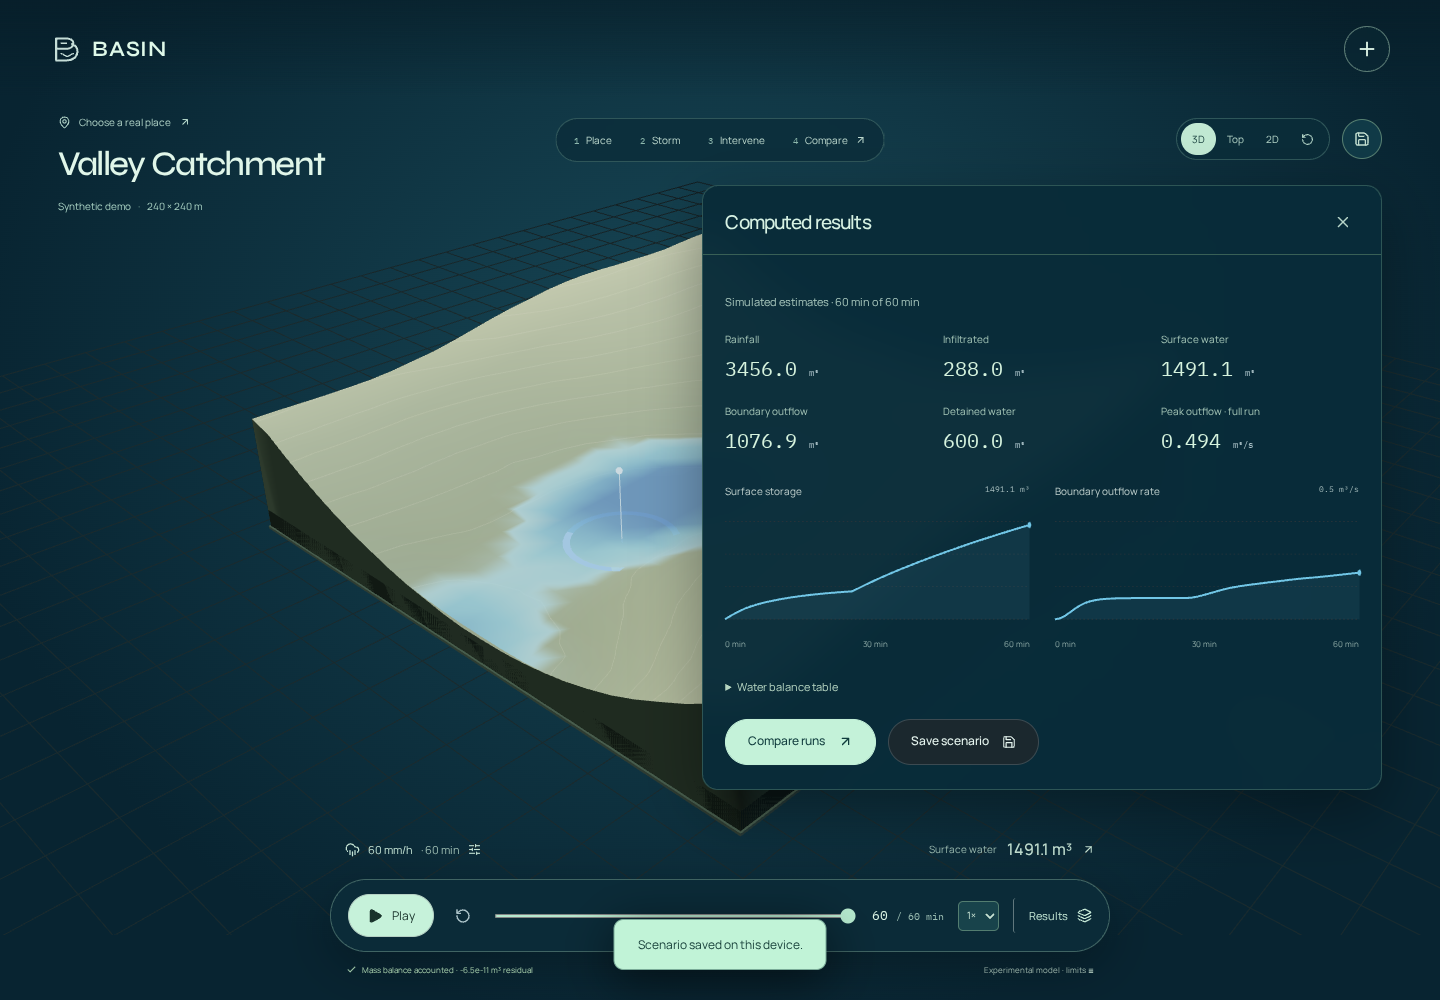 BASIN
Choose a real place
Valley Catchment
Synthetic demo · 240 × 240 m
1 Place 2 Storm 3 Intervene 4 Compare
3D Top 2D
Computed results
Simulated estimates · 60 min of 60 min
Rainfall Infiltrated Surface water
3456.0 m³ 288.0 m³ 1491.1 m³
Boundary outflow Detained water Peak outflow · full run
1076.9 m³ 600.0 m³ 0.494 m³/s
Surface storage 1491.1 m³ Boundary outflow rate 0.5 m³/s
0 min 30 min 60 min 0 min 30 min 60 min
Water balance table
Compare runs Save scenario
60 mm/h · 60 min Surface water 1491.1 m³
Play 60 / 60 min 1× Results
Scenario saved on this device.
Mass balance accounted · -6.5e-11 m³ residual Experimental model · limits